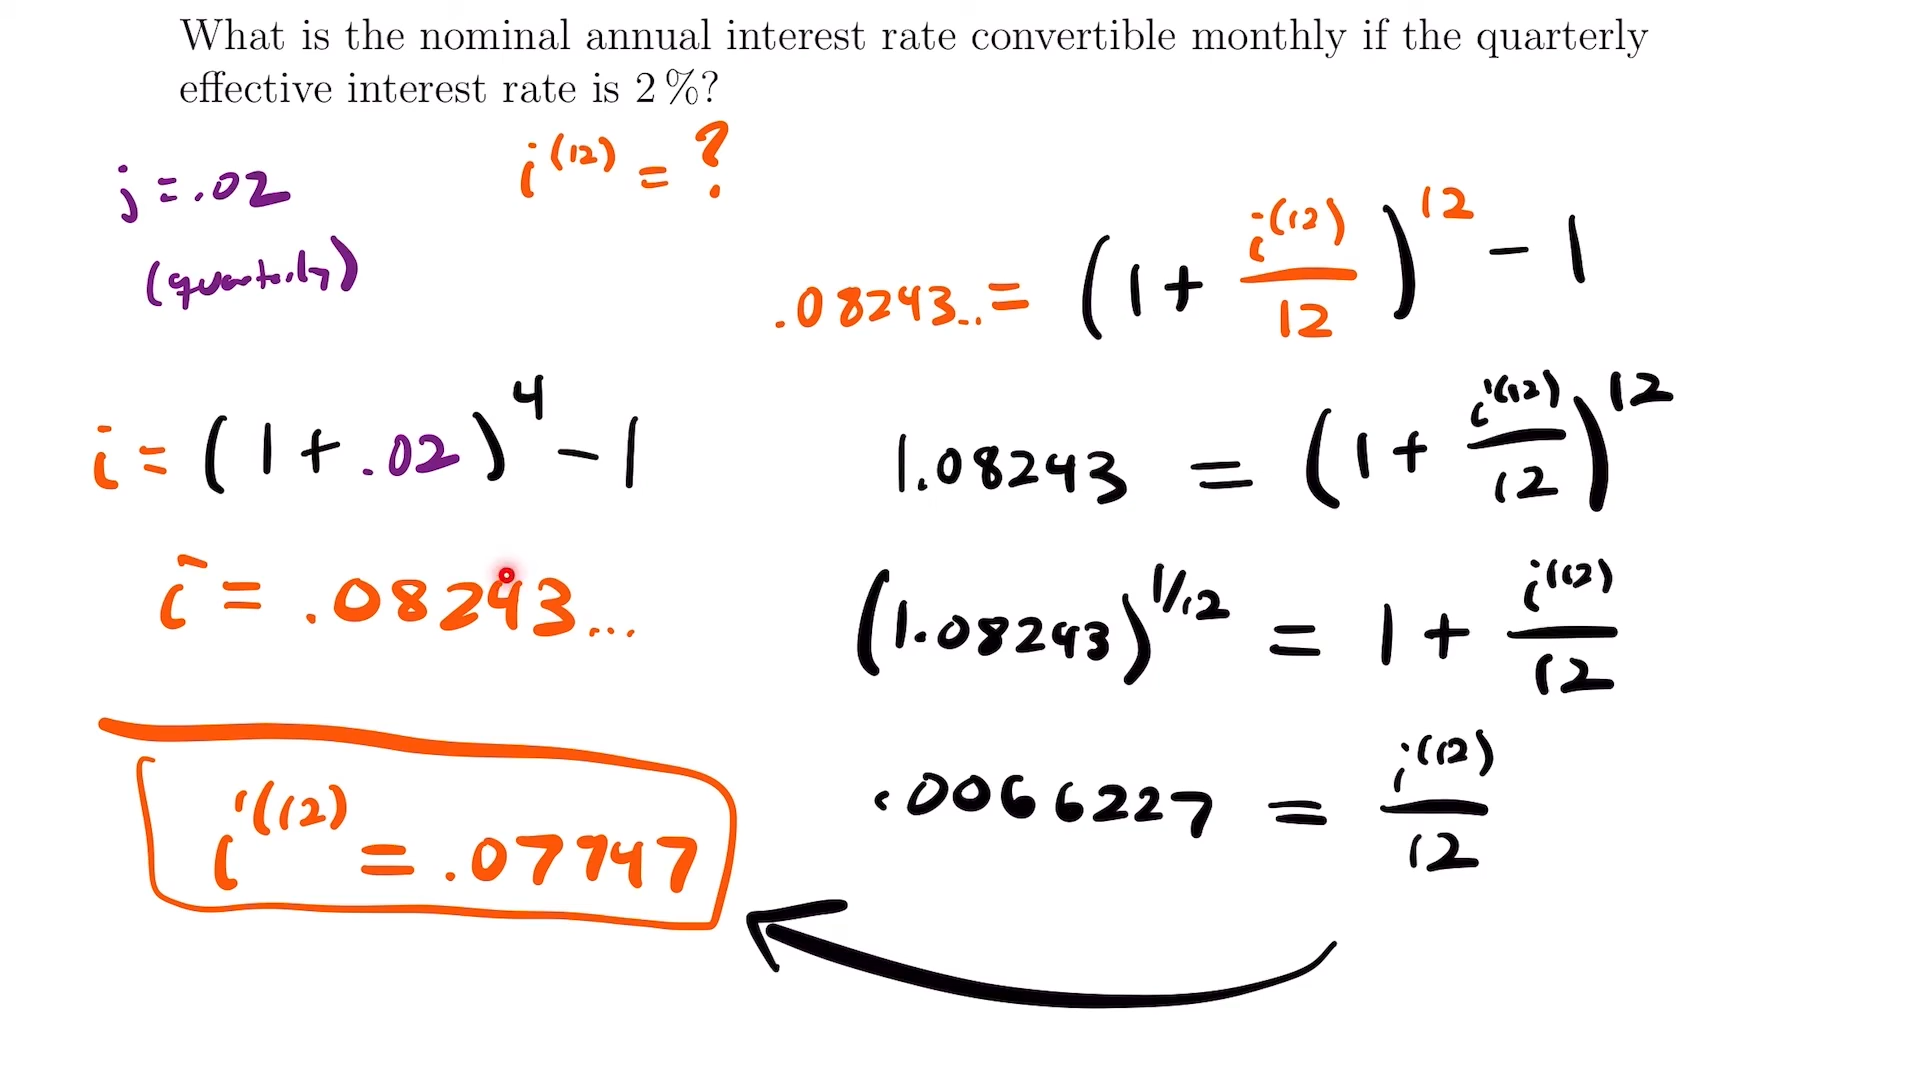 What is the nominal annual interest rate convertible monthly if the quarterly
effective interest rate is 2 %?
j = .02
(quarterly)
i^(12) = ?
i = (1 + .02)^4 − 1
i = .08243...
.08243... = (1 + i^(12)/12)^12 − 1
1.08243 = (1 + i^(12)/12)^12
(1.08243)^1/12 = 1 + i^(12)/12
.0066227 = i^(12)/12
i^(12) = .07947